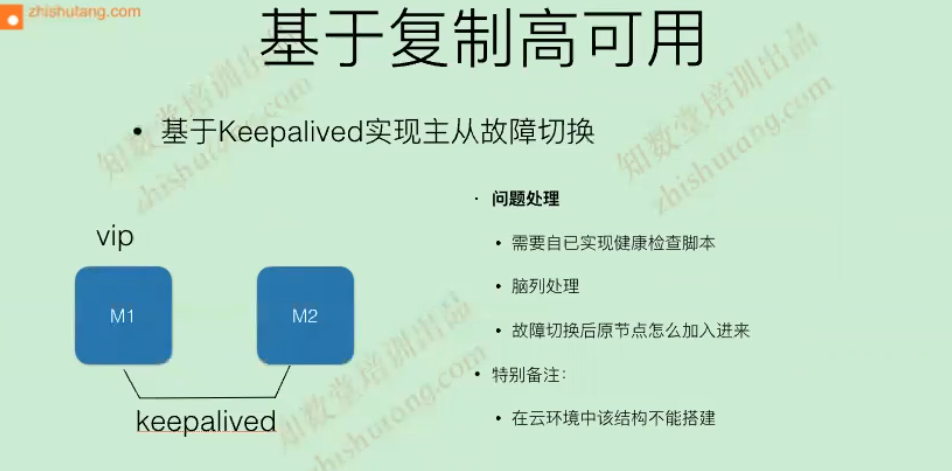 zhishutang.com
基于复制高可用
• 基于Keepalived实现主从故障切换
· 问题处理
• 需要自已实现健康检查脚本
• 脑列处理
• 故障切换后原节点怎么加入进来
• 特别备注：
• 在云环境中该结构不能搭建
vip
M1
M2
keepalived
知数堂培训出品
zhishutang.com
知数堂培训出品
zhishutang.com
知数堂培训出品
zhishutang.com